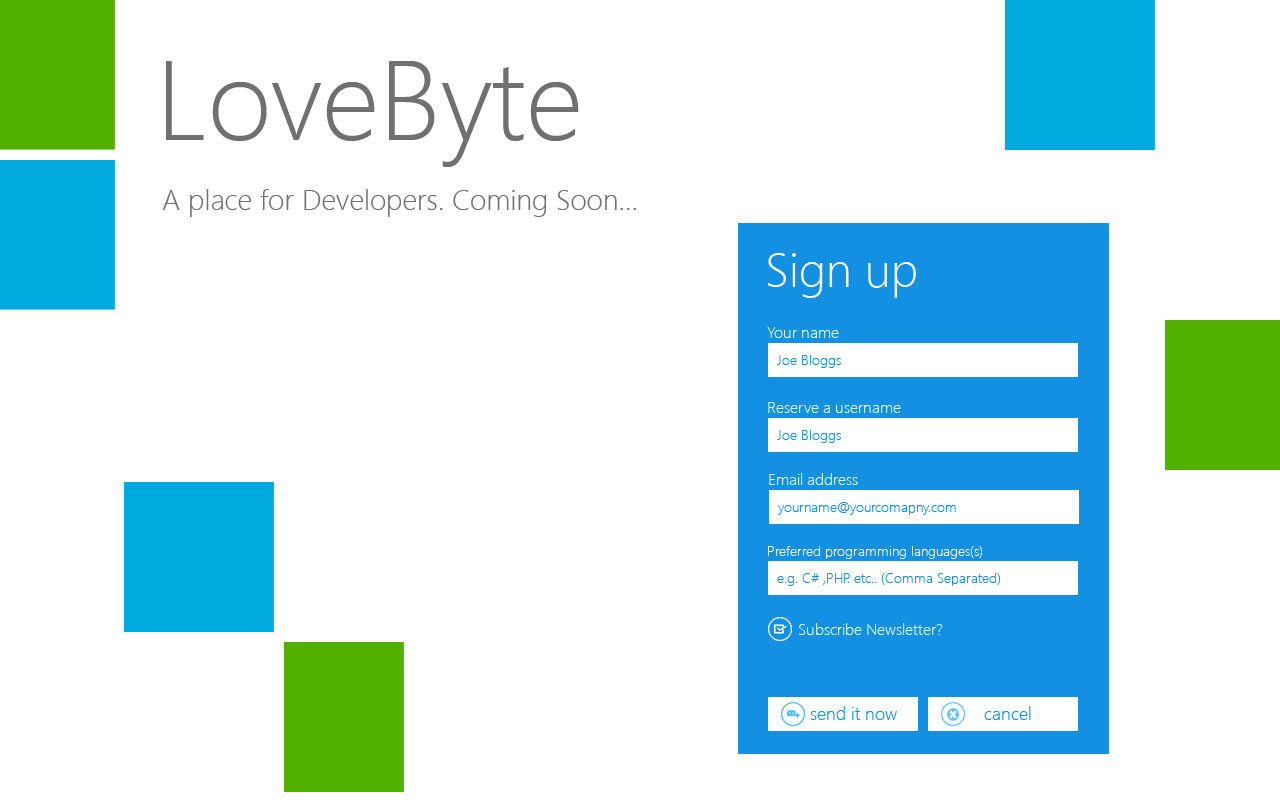 LoveByte
A place for Developers. Coming Soon...
Sign up
Your name
Joe Bloggs
Reserve a username
Joe Bloggs
Email address
yourname@yourcomapny.com
Preferred programming languages(s)
e.g. C# ,PHP. etc.. (Comma Separated)
Subscribe Newsletter?
send it now
cancel